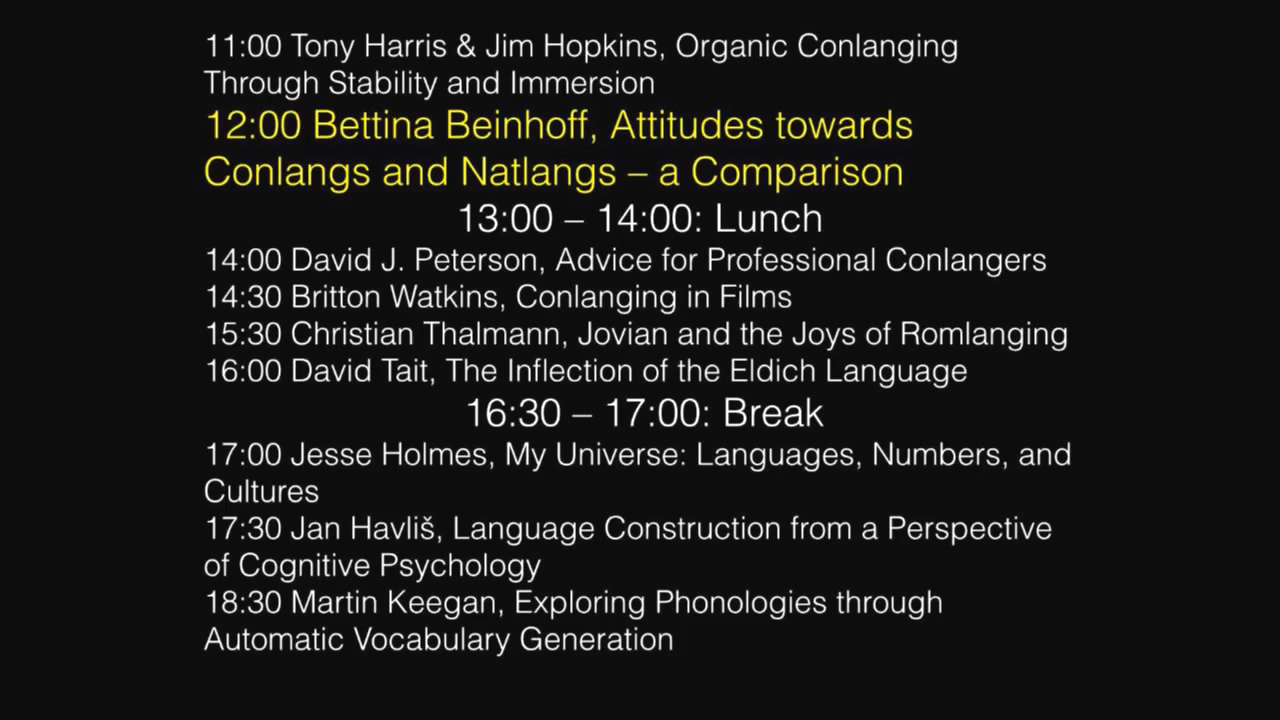 11:00 Tony Harris & Jim Hopkins, Organic Conlanging
Through Stability and Immersion
12:00 Bettina Beinhoff, Attitudes towards
Conlangs and Natlangs – a Comparison
13:00 – 14:00: Lunch
14:00 David J. Peterson, Advice for Professional Conlangers
14:30 Britton Watkins, Conlanging in Films
15:30 Christian Thalmann, Jovian and the Joys of Romlanging
16:00 David Tait, The Inflection of the Eldich Language
16:30 – 17:00: Break
17:00 Jesse Holmes, My Universe: Languages, Numbers, and
Cultures
17:30 Jan Havliš, Language Construction from a Perspective
of Cognitive Psychology
18:30 Martin Keegan, Exploring Phonologies through
Automatic Vocabulary Generation